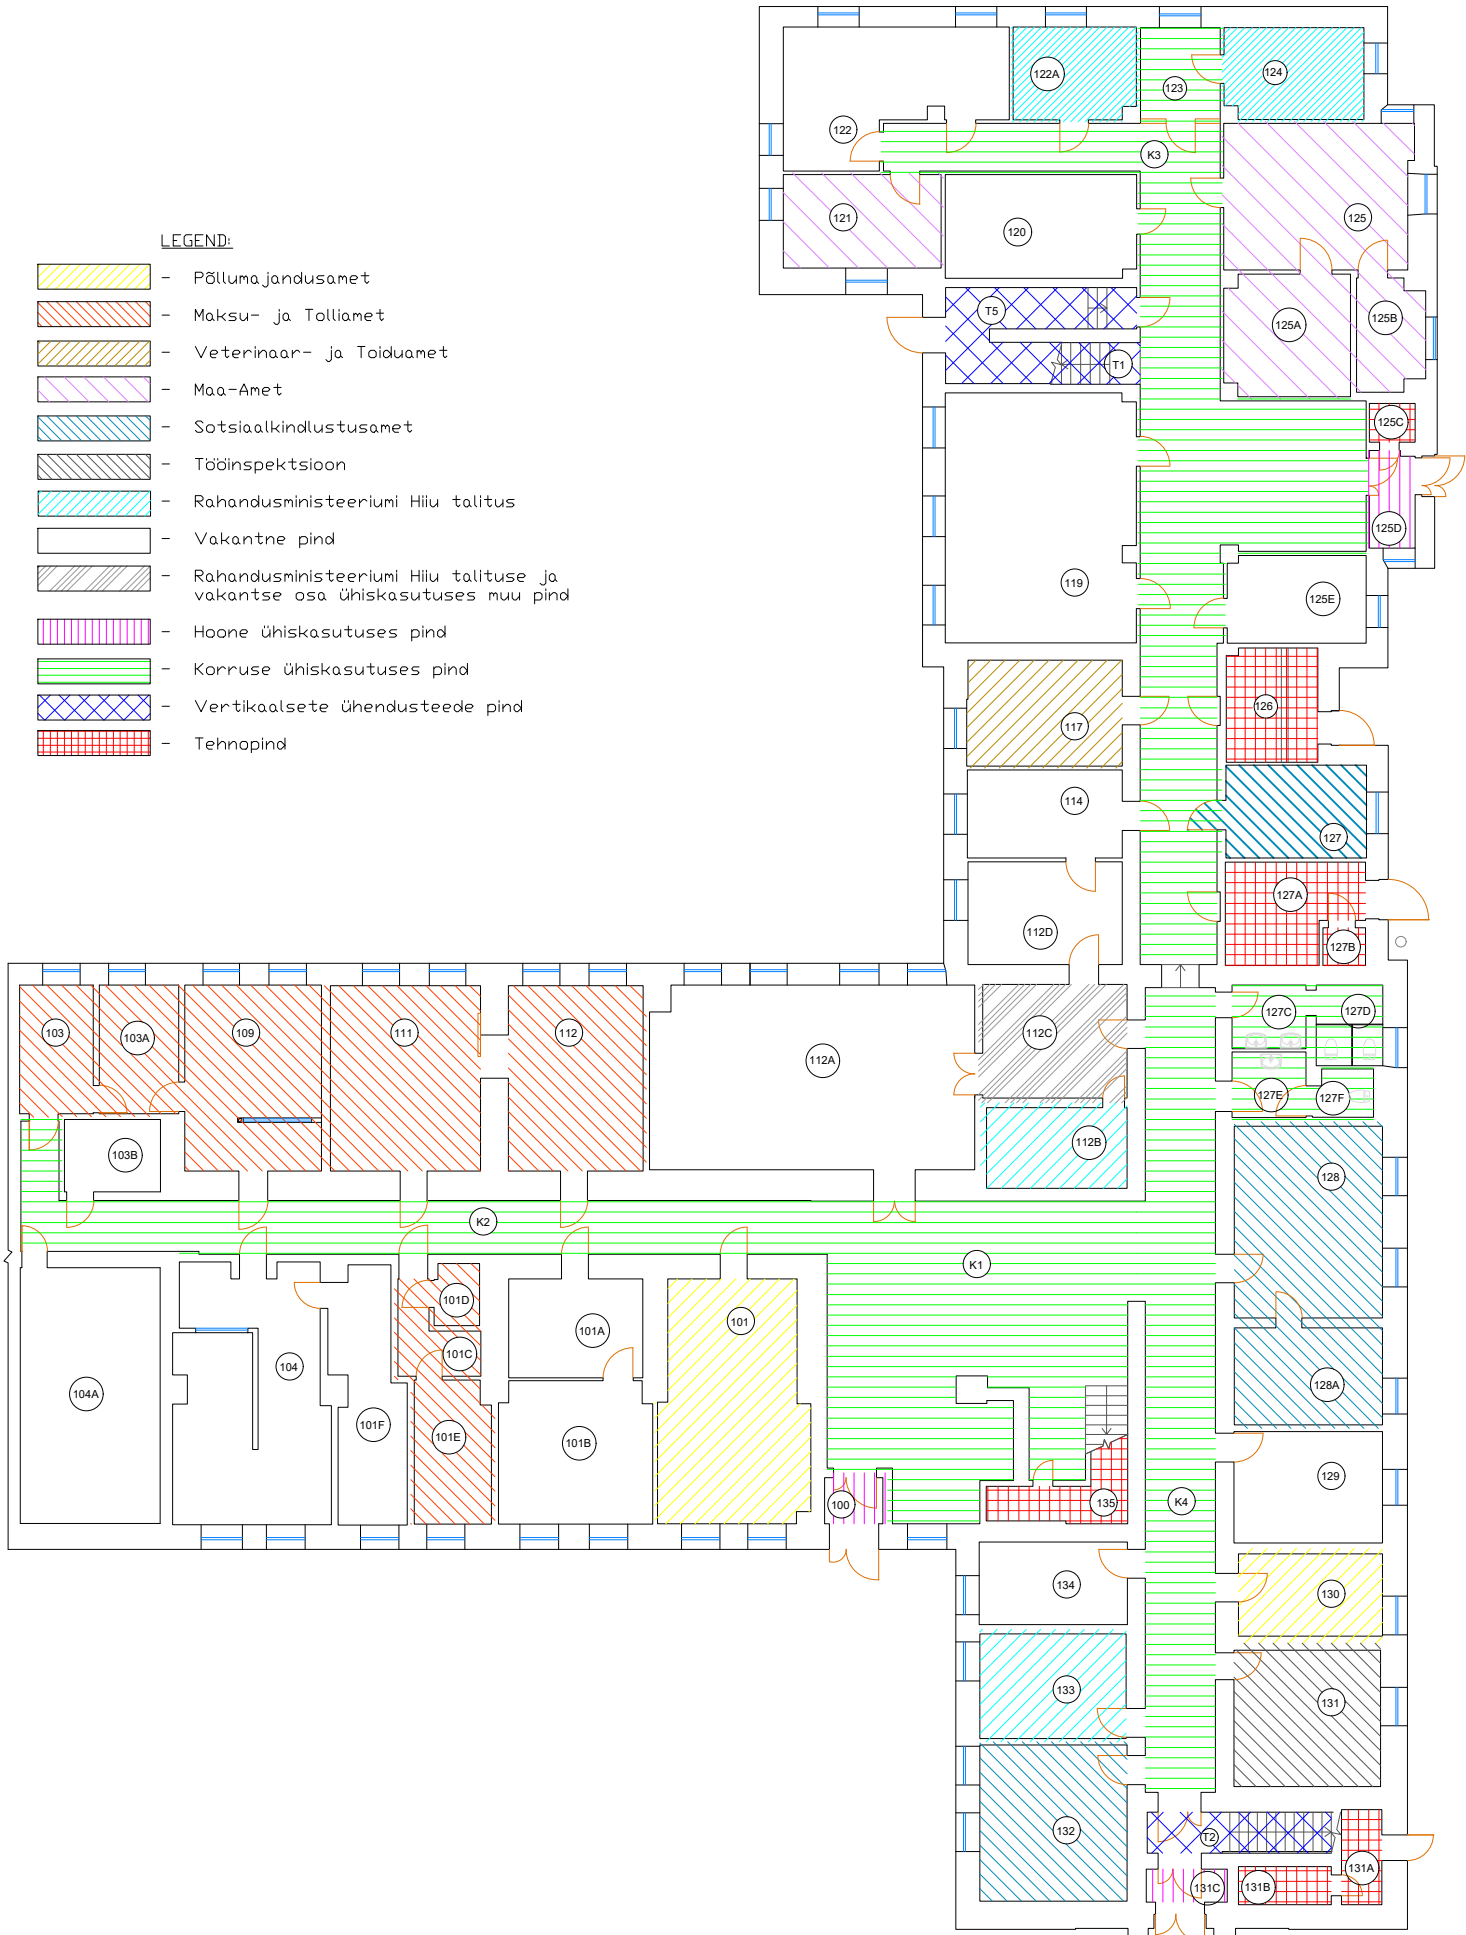 LEGEND:
- Põllumajandusamet
- Maksu- ja Tolliamet
- Veterinaar- ja Toiduamet
- Maa-Amet
- Sotsiaalkindlustusamet
- Tööinspektsioon
- Rahandusministeeriumi Hiiu talitus
- Vakantne pind
- Rahandusministeeriumi Hiiu talituse ja
vakantse osa ühiskasutuses muu pind
- Hoone ühiskasutuses pind
- Korruse ühiskasutuses pind
- Vertikaalsete ühendusteede pind
- Tehnopind
122A
123
124
122
K3
121
120
125
T5
125A
125B
T1
125C
125D
119
125E
117
126
114
127
127A
112D
127B
103
103A
109
111
112
112A
112C
127C
127D
127E
127F
103B
112B
128
K2
K1
101D
101
101A
101C
104
104A
128A
101F
101E
101B
129
100
135
K4
134
130
133
131
132
T2
131A
131C
131B